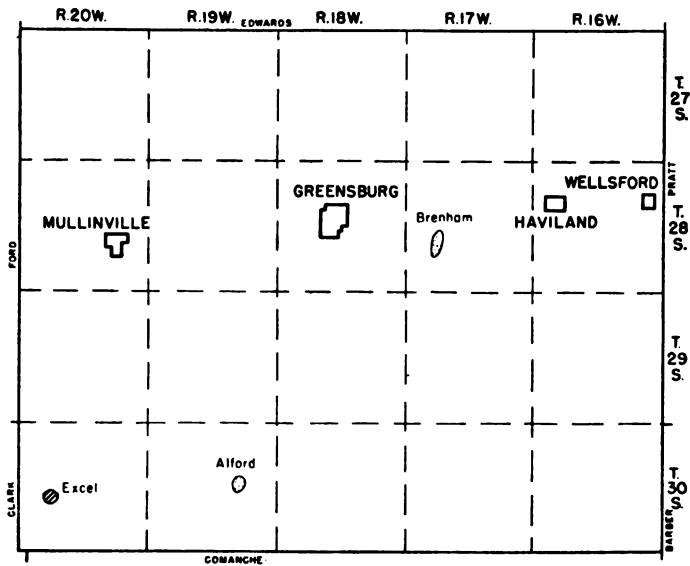 R.20W. R.19W. EDWARDS R.18W. R.17W. R.16W.
T.
27
S.
PRATT
WELLSFORD
GREENSBURG
T.
28
S.
Brenham
MULLINVILLE
HAVILAND
FORD
T.
29
S.
Alford
T.
30
S.
Excel
CLARK
BARBER
COMANCHE